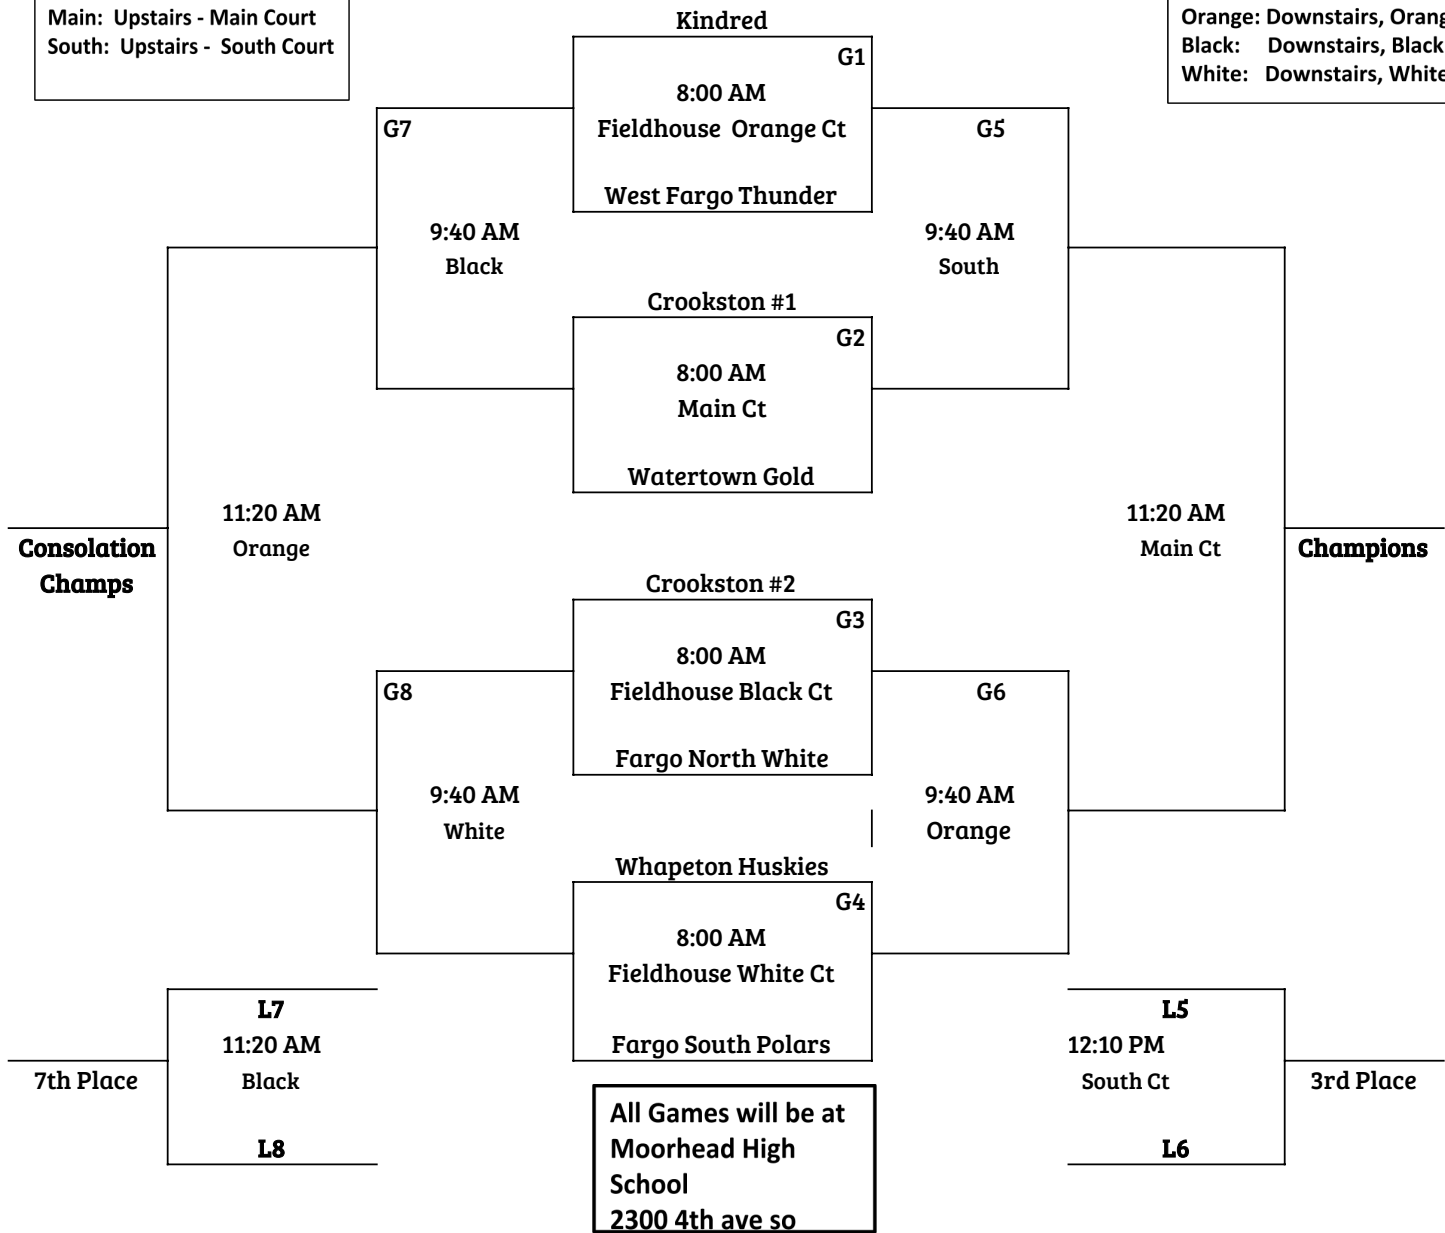 Main:  Upstairs - Main Court
South:  Upstairs -  South Court
Orange: Downstairs,
Black:    Downstairs, Black
White:   Downstairs, White
Kindred
G1
8:00 AM
Fieldhouse  Orange Ct
West Fargo Thunder
G7
9:40 AM
Black
G5
9:40 AM
South
Crookston #1
G2
8:00 AM
Main Ct
Watertown Gold
11:20 AM
Orange
Consolation
Champs
11:20 AM
Main Ct
Champions
Crookston #2
G3
8:00 AM
Fieldhouse Black Ct
Fargo North White
G8
9:40 AM
White
G6
9:40 AM
Orange
Whapeton Huskies
G4
8:00 AM
Fieldhouse White Ct
Fargo South Polars
L7
11:20 AM
Black
7th Place
L8
L5
12:10 PM
South Ct
3rd Place
L6
All Games will be at
Moorhead High
School
2300 4th ave so